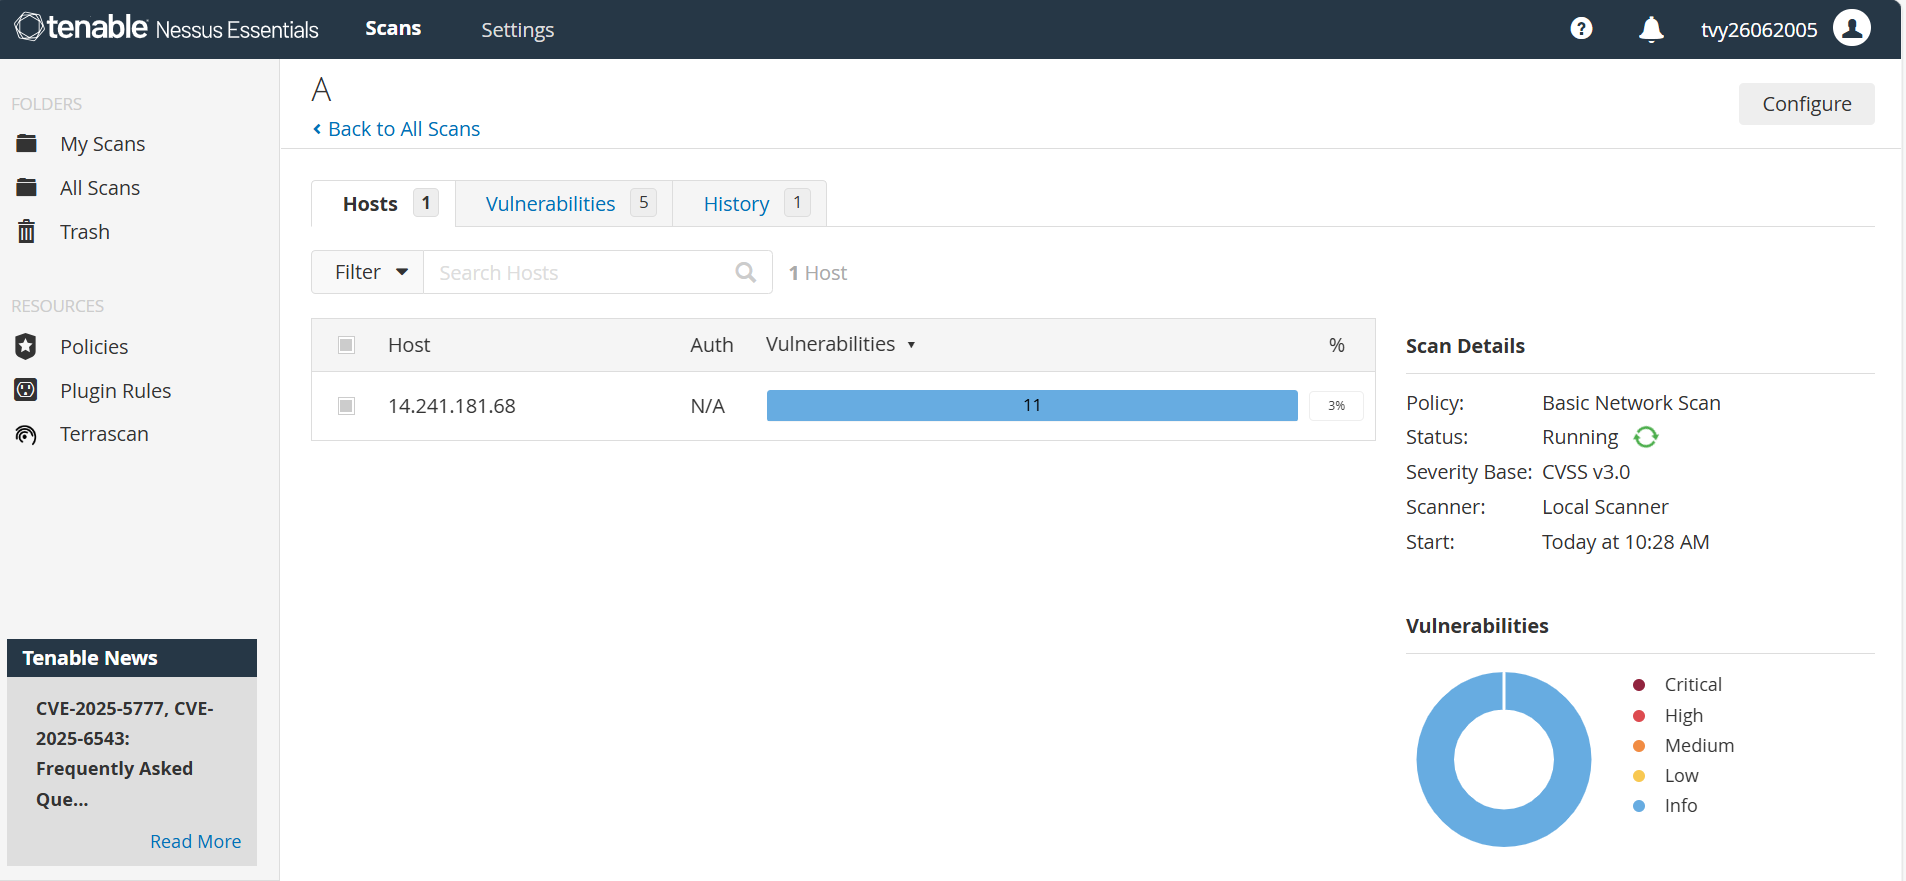 tenable Nessus Essentials Scans Settings tvy26062005
FOLDERS
My Scans
All Scans
Trash
RESOURCES
Policies
Plugin Rules
Terrascan
Tenable News
CVE-2025-5777, CVE-
2025-6543:
Frequently Asked
Que...
Read More
A
Back to All Scans
Configure
Hosts 1 Vulnerabilities 5 History 1
Filter Search Hosts 1 Host
Host Auth Vulnerabilities %
14.241.181.68 N/A 11 3%
Scan Details
Policy: Basic Network Scan
Status: Running
Severity Base: CVSS v3.0
Scanner: Local Scanner
Start: Today at 10:28 AM
Vulnerabilities
Critical
High
Medium
Low
Info